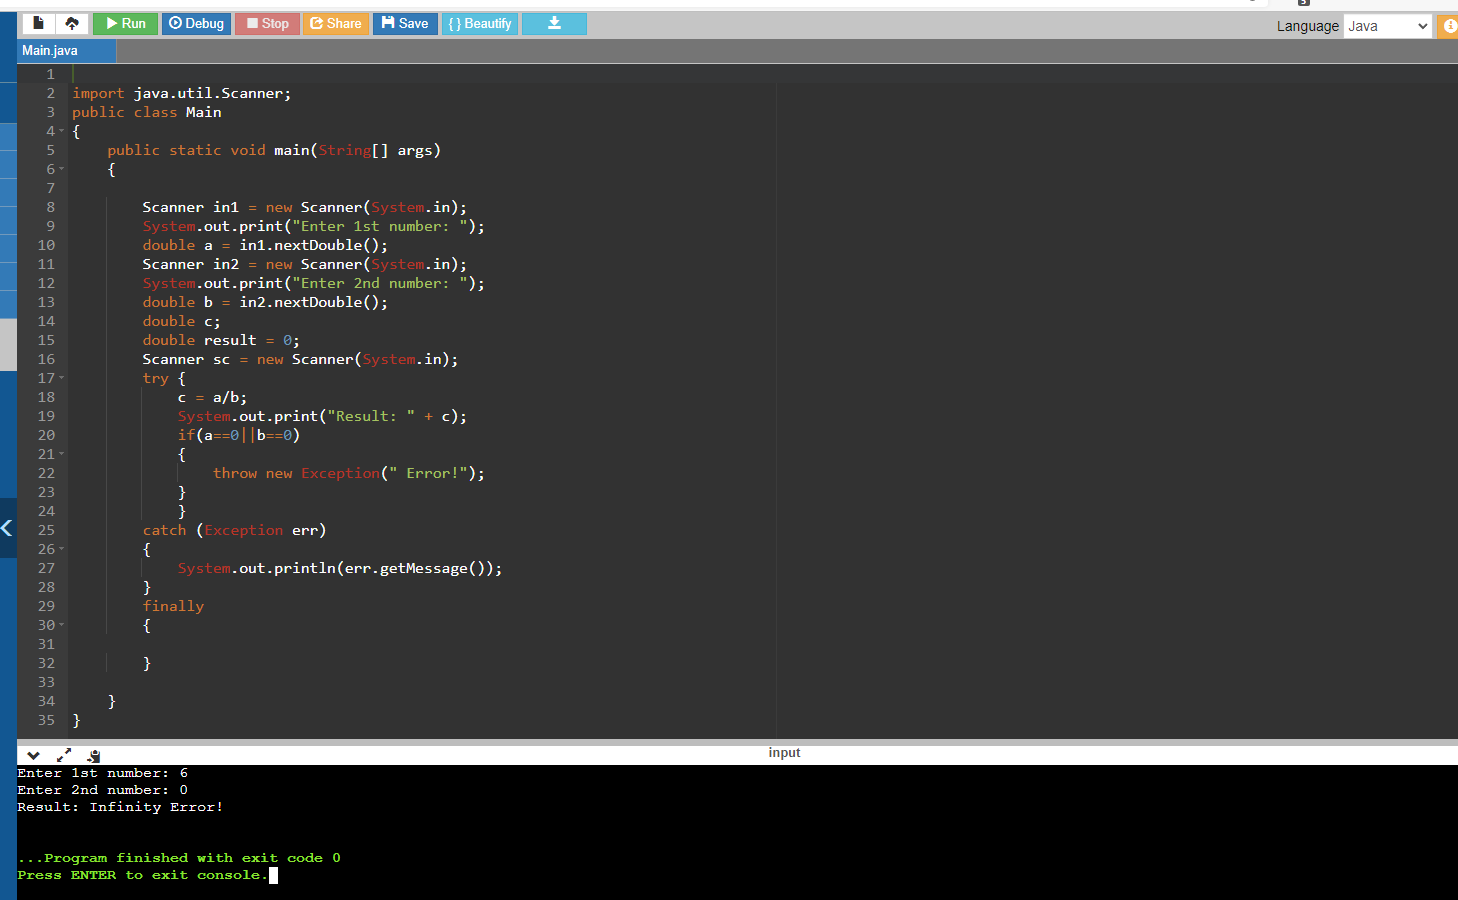 Run Debug Stop Share Save { } Beautify Language Java
Main.java
1
2 import java.util.Scanner;
3 public class Main
4 {
5 public static void main(String[] args)
6 {
7
8 Scanner in1 = new Scanner(System.in);
9 System.out.print("Enter 1st number: ");
10 double a = in1.nextDouble();
11 Scanner in2 = new Scanner(System.in);
12 System.out.print("Enter 2nd number: ");
13 double b = in2.nextDouble();
14 double c;
15 double result = 0;
16 Scanner sc = new Scanner(System.in);
17 try {
18 c = a/b;
19 System.out.print("Result: " + c);
20 if(a==0||b==0)
21 {
22 throw new Exception(" Error!");
23 }
24 }
25 catch (Exception err)
26 {
27 System.out.println(err.getMessage());
28 }
29 finally
30 {
31
32 }
33
34 }
35 }
input
Enter 1st number: 6
Enter 2nd number: 0
Result: Infinity Error!
...Program finished with exit code 0
Press ENTER to exit console.